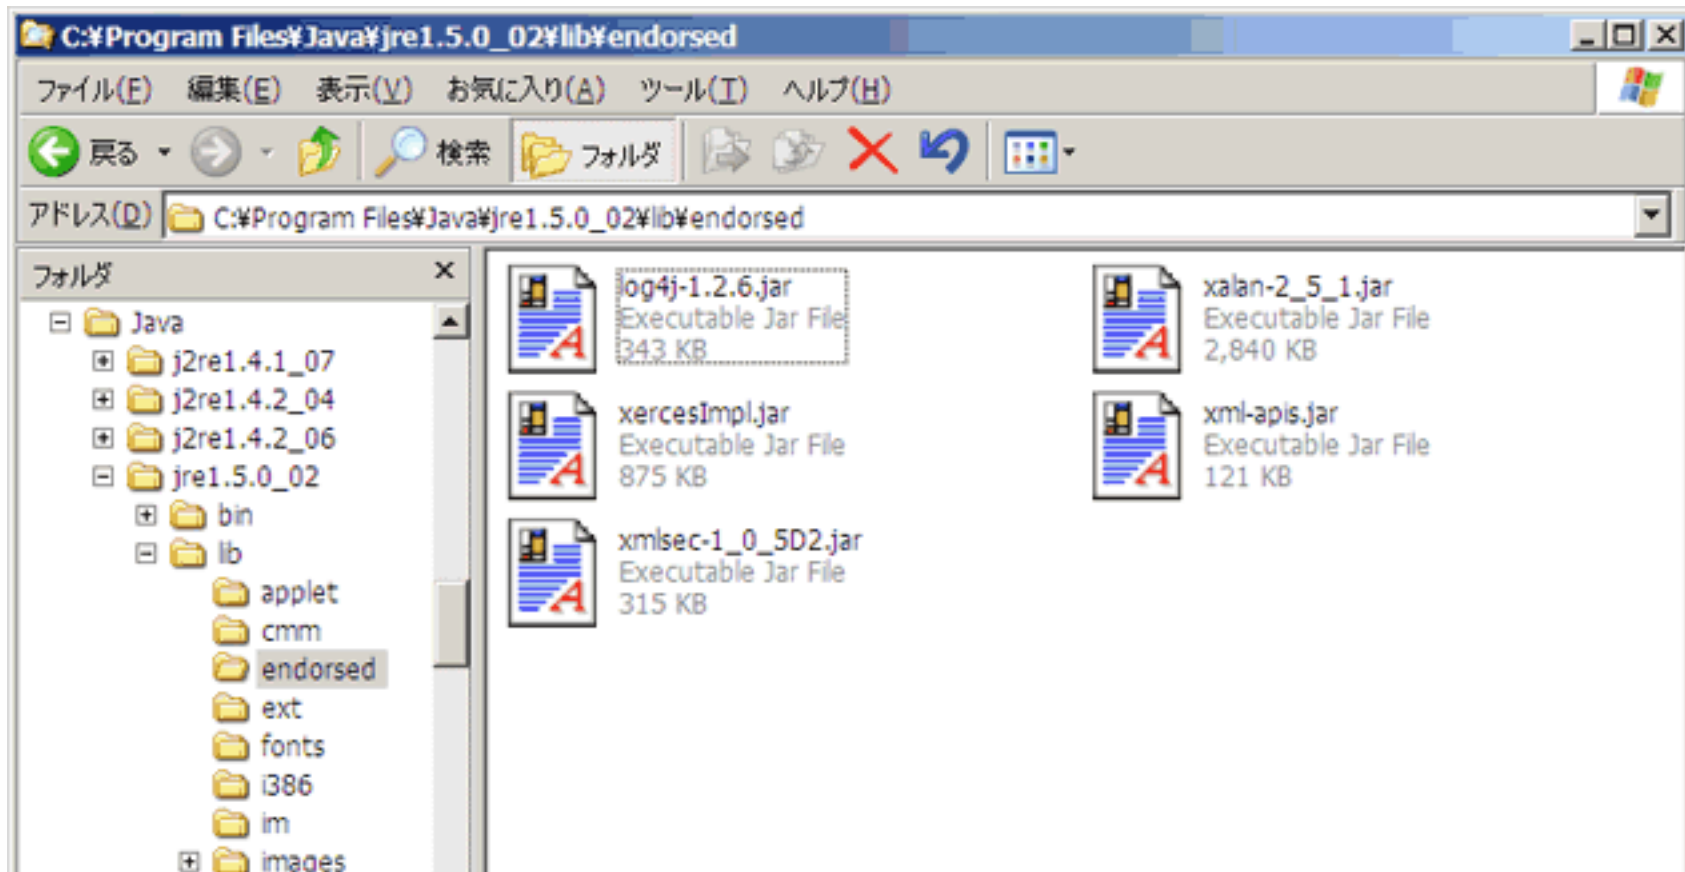 C:¥Program Files¥Java¥jre1.5.0_02¥lib¥endorsed
ファイル(F) 編集(E) 表示(V) お気に入り(A) ツール(T) ヘルプ(H)
戻る 検索 フォルダ
アドレス(D) C:¥Program Files¥Java¥jre1.5.0_02¥lib¥endorsed
フォルダ
Java
j2re1.4.1_07
j2re1.4.2_04
j2re1.4.2_06
jre1.5.0_02
bin
lib
applet
cmm
endorsed
ext
fonts
i386
im
images
log4j-1.2.6.jar
Executable Jar File
343 KB
xalan-2_5_1.jar
Executable Jar File
2,840 KB
xercesImpl.jar
Executable Jar File
875 KB
xml-apis.jar
Executable Jar File
121 KB
xmlsec-1_0_5D2.jar
Executable Jar File
315 KB